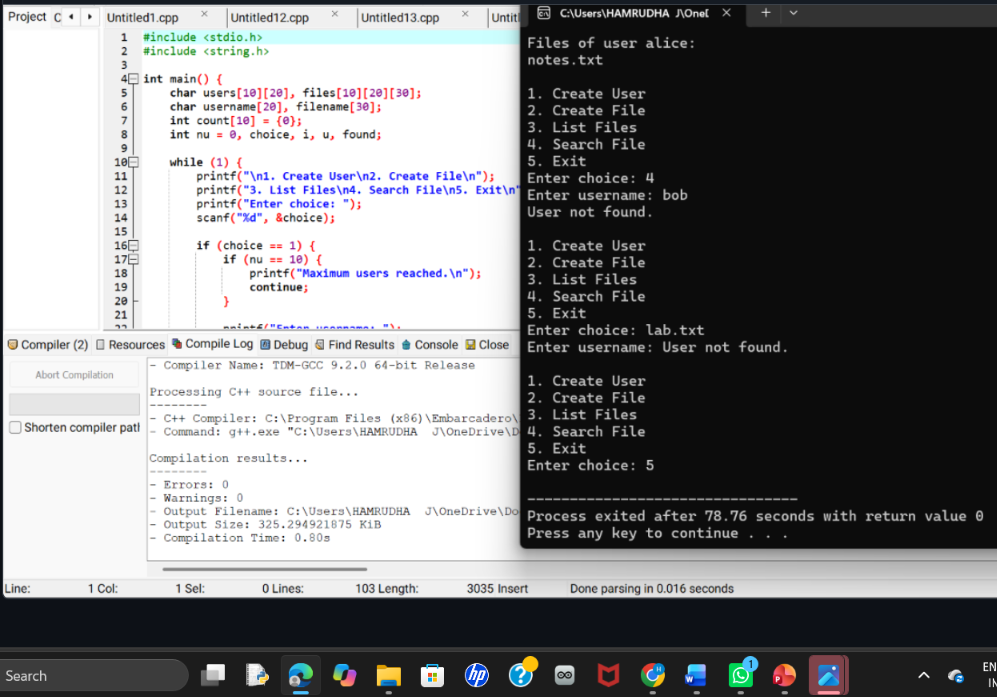 Project C
Untitled1.cpp
Untitled12.cpp
Untitled13.cpp
1 #include <stdio.h>
2 #include <string.h>
3
4 int main() {
5 char users[10][20], files[10][20][30];
6 char username[20], filename[30];
7 int count[10] = {0};
8 int nu = 0, choice, i, u, found;
9
10 while (1) {
11 printf("\n1. Create User\n2. Create File\n");
12 printf("3. List Files\n4. Search File\n5. Exit\n"
13 printf("Enter choice: ");
14 scanf("%d", &choice);
15
16 if (choice == 1) {
17 if (nu == 10) {
18 printf("Maximum users reached.\n");
19 continue;
20 }
21
22 printf("Enter username: ");
Compiler (2) Resources Compile Log Debug Find Results Console Close
Abort Compilation
Shorten compiler path
- Compiler Name: TDM-GCC 9.2.0 64-bit Release
Processing C++ source file...
--------
- C++ Compiler: C:\Program Files (x86)\Embarcadero\
- Command: g++.exe "C:\Users\HAMRUDHA J\OneDrive\D
Compilation results...
--------
- Errors: 0
- Warnings: 0
- Output Filename: C:\Users\HAMRUDHA J\OneDrive\Do
- Output Size: 325.294921875 KiB
- Compilation Time: 0.80s
Line: 1 Col: 1 Sel: 0 Lines: 103 Length: 3035 Insert Done parsing in 0.016 seconds
C:\Users\HAMRUDHA J\One
Files of user alice:
notes.txt
1. Create User
2. Create File
3. List Files
4. Search File
5. Exit
Enter choice: 4
Enter username: bob
User not found.
1. Create User
2. Create File
3. List Files
4. Search File
5. Exit
Enter choice: lab.txt
Enter username: User not found.
1. Create User
2. Create File
3. List Files
4. Search File
5. Exit
Enter choice: 5
--------------------------------
Process exited after 78.76 seconds with return value 0
Press any key to continue . . .
Search
hp
1
EN
IN